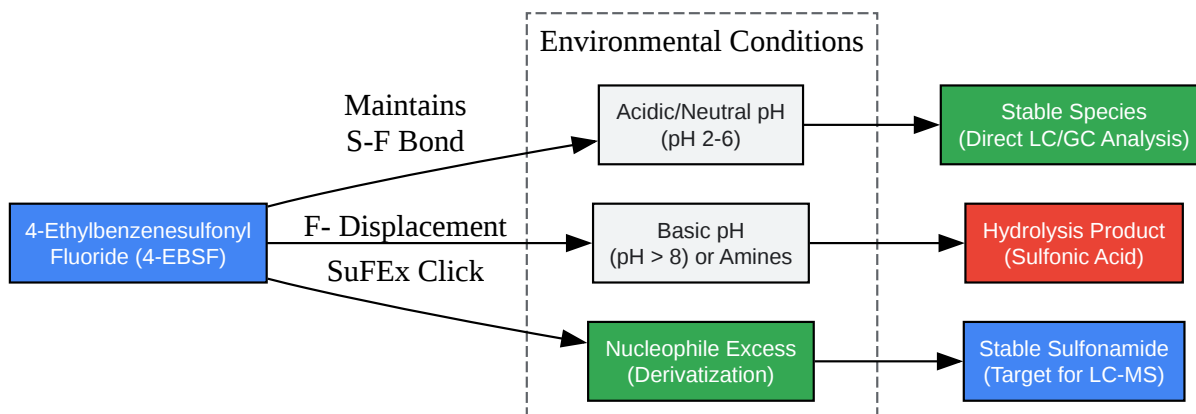 Environmental Conditions
Maintains
S-F Bond
Acidic/Neutral pH
(pH 2-6)
Stable Species
(Direct LC/GC Analysis)
4-Ethylbenzenesulfonyl
Fluoride (4-EBSF)
F- Displacement
Basic pH
(pH > 8) or Amines
Hydrolysis Product
(Sulfonic Acid)
SuFEx Click
Nucleophile Excess
(Derivatization)
Stable Sulfonamide
(Target for LC-MS)